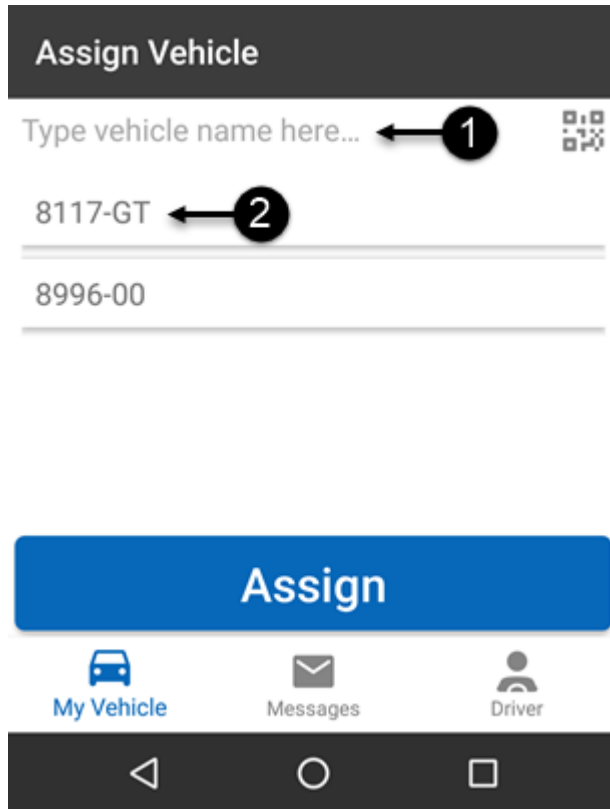 Assign Vehicle
Type vehicle name here... 1
8117-GT 2
8996-00
Assign
My Vehicle Messages Driver